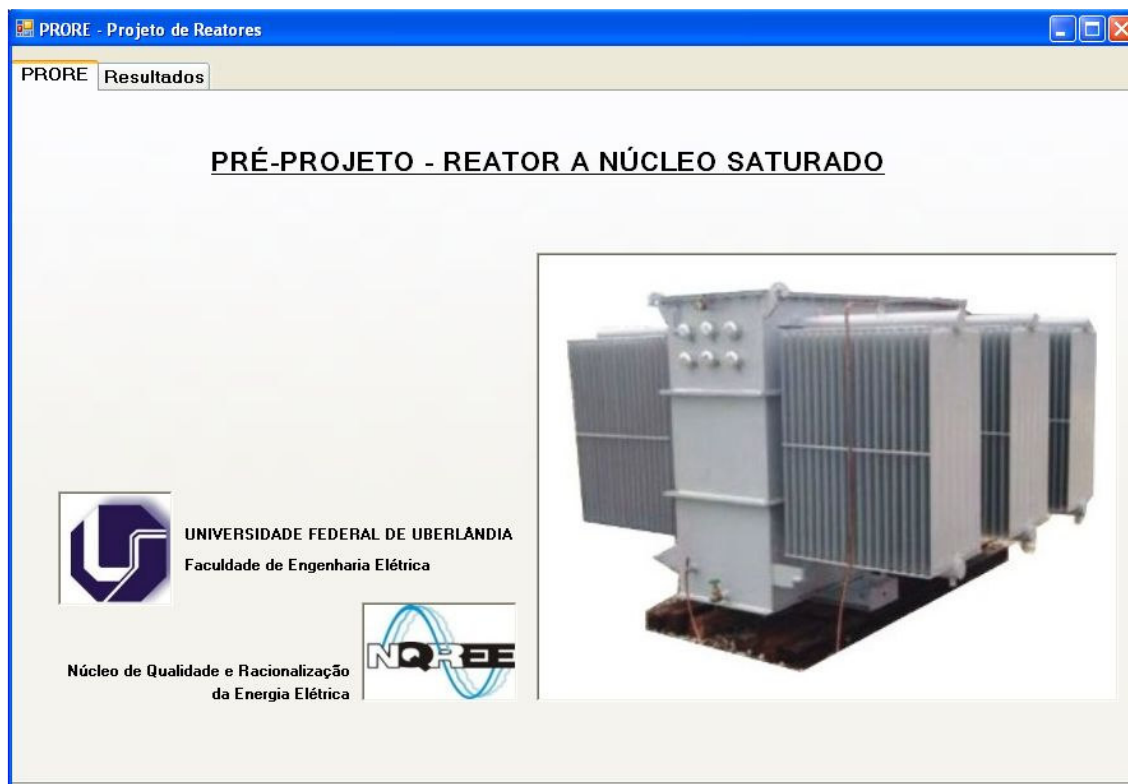 PRORE - Projeto de Reatores
PRORE
Resultados
PRÉ-PROJETO - REATOR A NÚCLEO SATURADO
UNIVERSIDADE FEDERAL DE UBERLÂNDIA
Faculdade de Engenharia Elétrica
NQREE
Núcleo de Qualidade e Racionalização
da Energia Elétrica